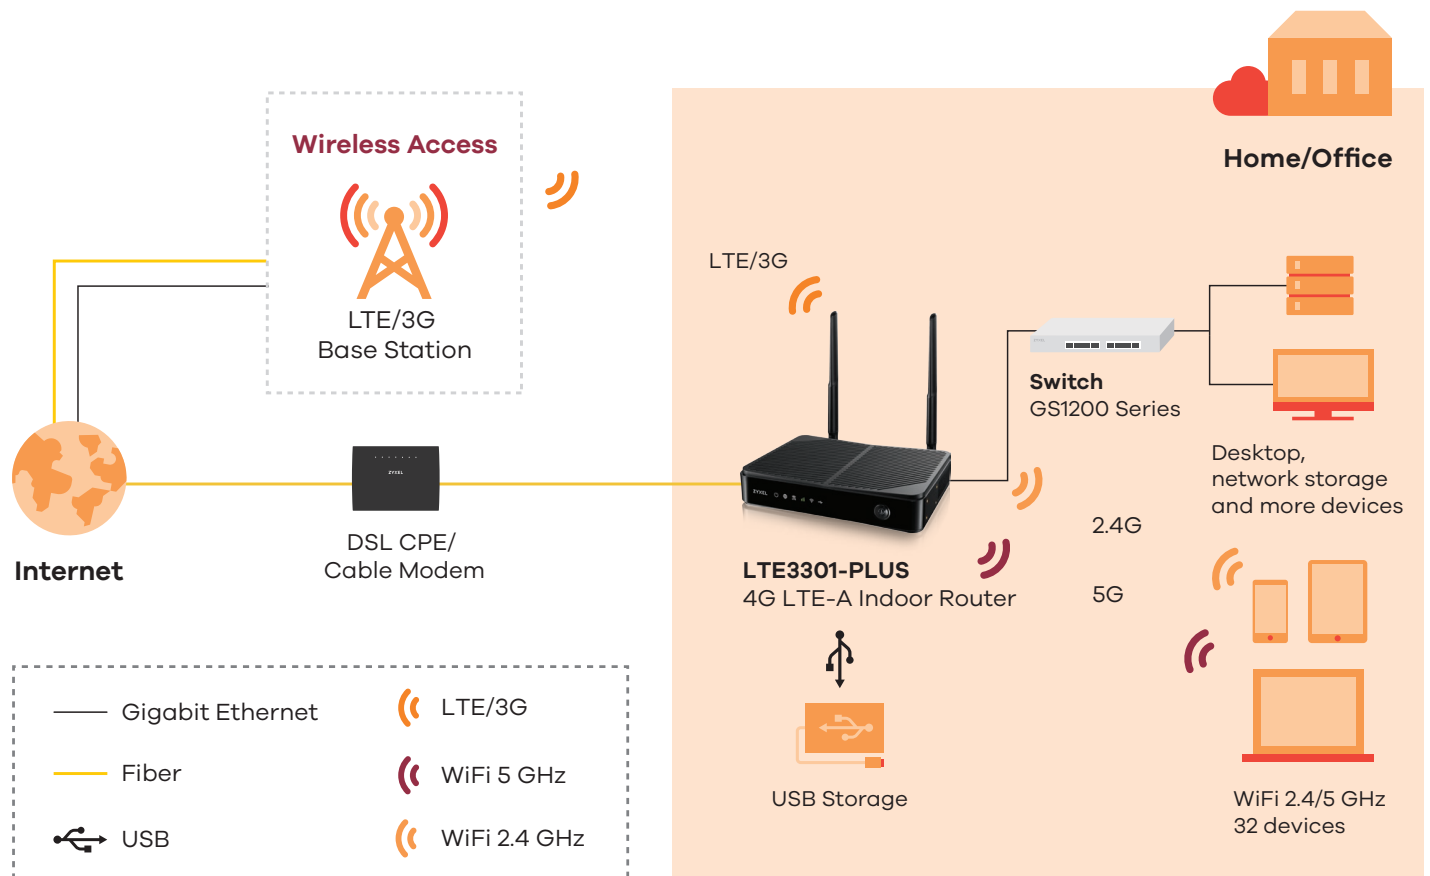 Wireless Access
LTE/3G
Base Station
Internet
ZYXEL
DSL CPE/
Cable Modem
Home/Office
LTE/3G
ZYXEL
LTE3301-PLUS
4G LTE-A Indoor Router
Switch
GS1200 Series
Desktop,
network storage
and more devices
2.4G
5G
USB Storage
WiFi 2.4/5 GHz
32 devices
Gigabit Ethernet
Fiber
USB
LTE/3G
WiFi 5 GHz
WiFi 2.4 GHz